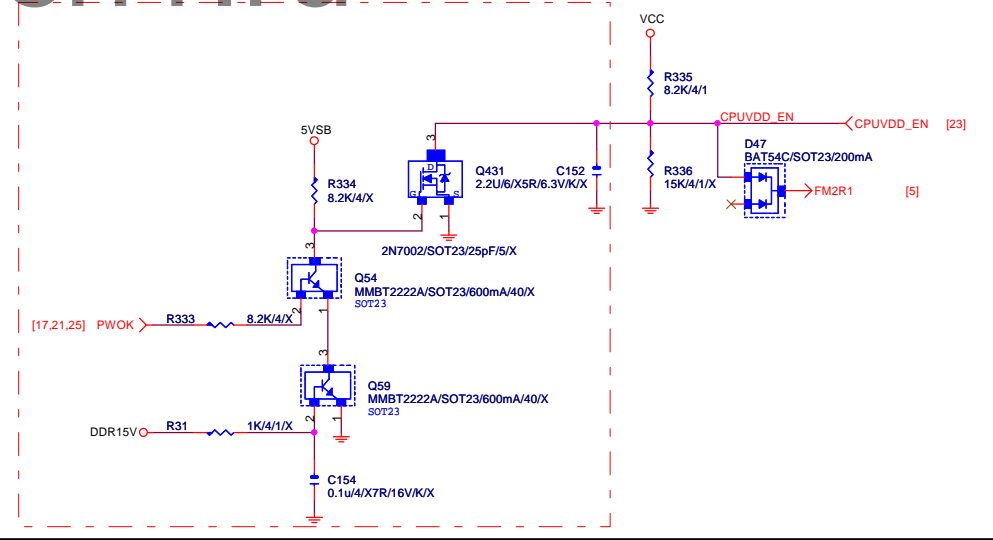 VCC
R335
8.2K/4/1
CPUVDD_EN
CPUVDD_EN [23]
5VSB
3
D
G
S
Q431
2.2U/6/X5R/6.3V/K/X
C152
R336
15K/4/1/X
D47
BAT54C/SOT23/200mA
FM2R1 [5]
R334
8.2K/4/X
2
1
2N7002/SOT23/25pF/5/X
3
Q54
MMBT2222A/SOT23/600mA/40/X
SOT23
2
1
[17,21,25] PWOK
R333
8.2K/4/X
3
Q59
MMBT2222A/SOT23/600mA/40/X
SOT23
2
1
DDR15V
R31
1K/4/1/X
C154
0.1u/4/X7R/16V/K/X